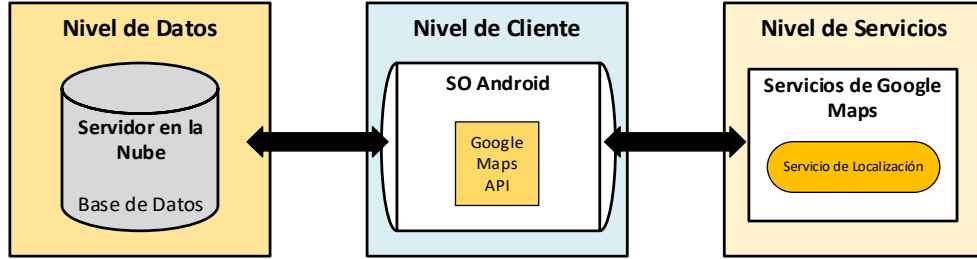 Nivel de Datos
Servidor en la
Nube
Base de Datos
Nivel de Cliente
SO Android
Google
Maps
API
Nivel de Servicios
Servicios de Google
Maps
Servicio de Localización